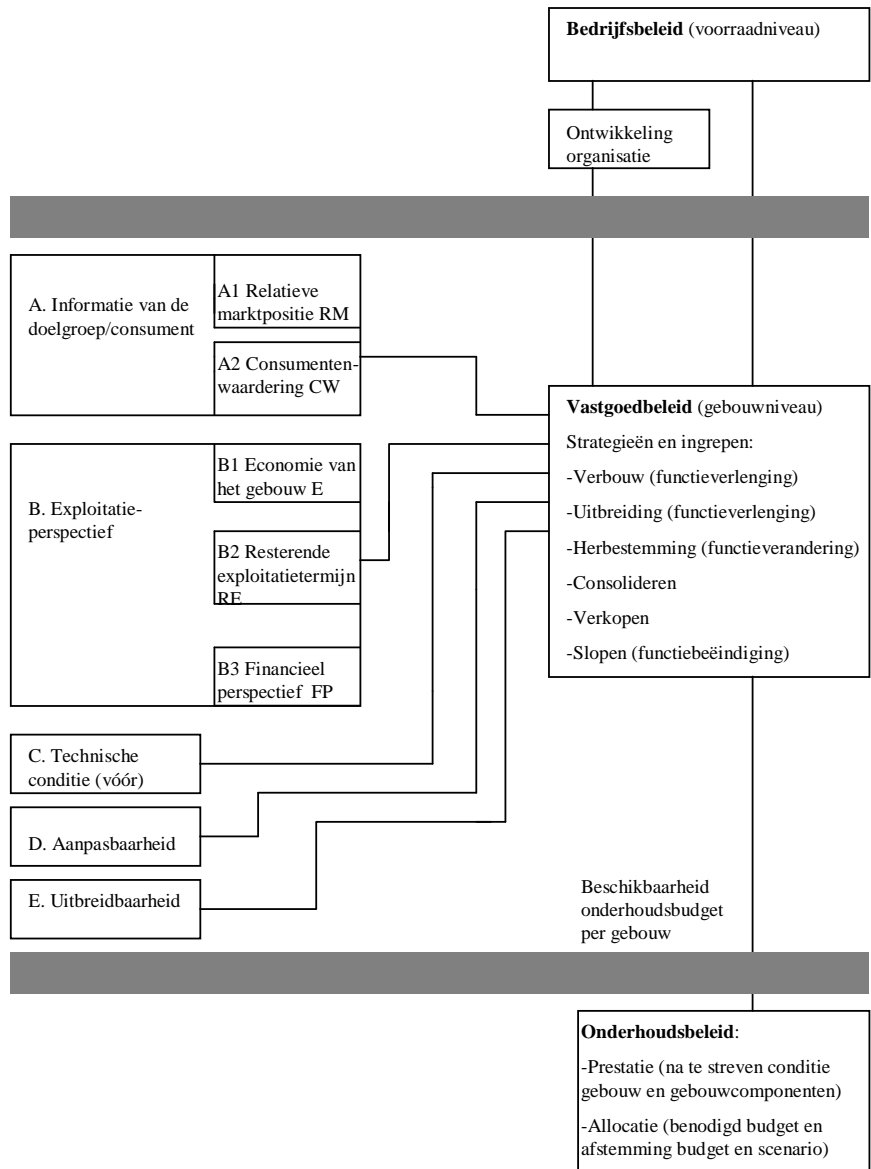 Bedrijfsbeleid (voorraadniveau)
Ontwikkeling
organisatie
A. Informatie van de
doelgroep/consument
A1 Relatieve
marktpositie RM
A2 Consumenten-
waardering CW
B. Exploitatie-
perspectief
B1 Economie van
het gebouw E
B2 Resterende
exploitatietermijn
RE
B3 Financieel
perspectief FP
C. Technische
conditie (vóór)
D. Aanpasbaarheid
E. Uitbreidbaarheid
Vastgoedbeleid (gebouwniveau)
Strategieën en ingrepen:
-Verbouw (functieverlenging)
-Uitbreiding (functieverlenging)
-Herbestemming (functieverandering)
-Consolideren
-Verkopen
-Slopen (functiebeëindiging)
Beschikbaarheid
onderhoudsbudget
per gebouw
Onderhoudsbeleid:
-Prestatie (na te streven conditie
gebouw en gebouwcomponenten)
-Allocatie (benodigd budget en
afstemming budget en scenario)